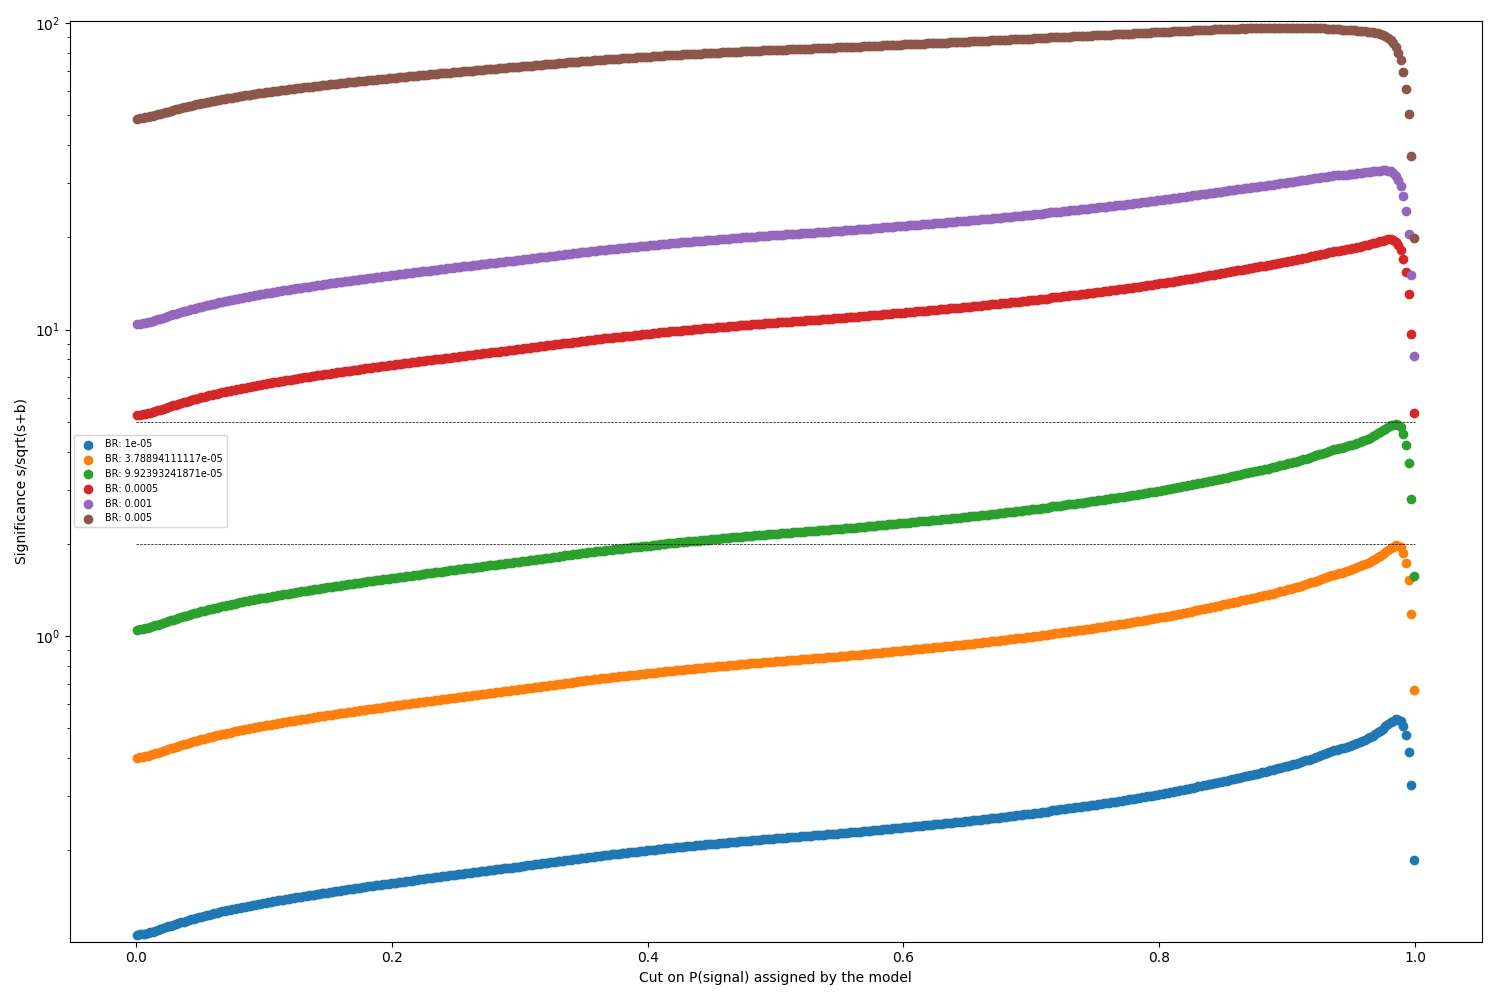 10²
10¹
10⁰
Significance s/sqrt(s+b)
BR: 1e-05
BR: 3.78894111117e-05
BR: 9.92393241871e-05
BR: 0.0005
BR: 0.001
BR: 0.005
0.0 0.2 0.4 0.6 0.8 1.0
Cut on P(signal) assigned by the model